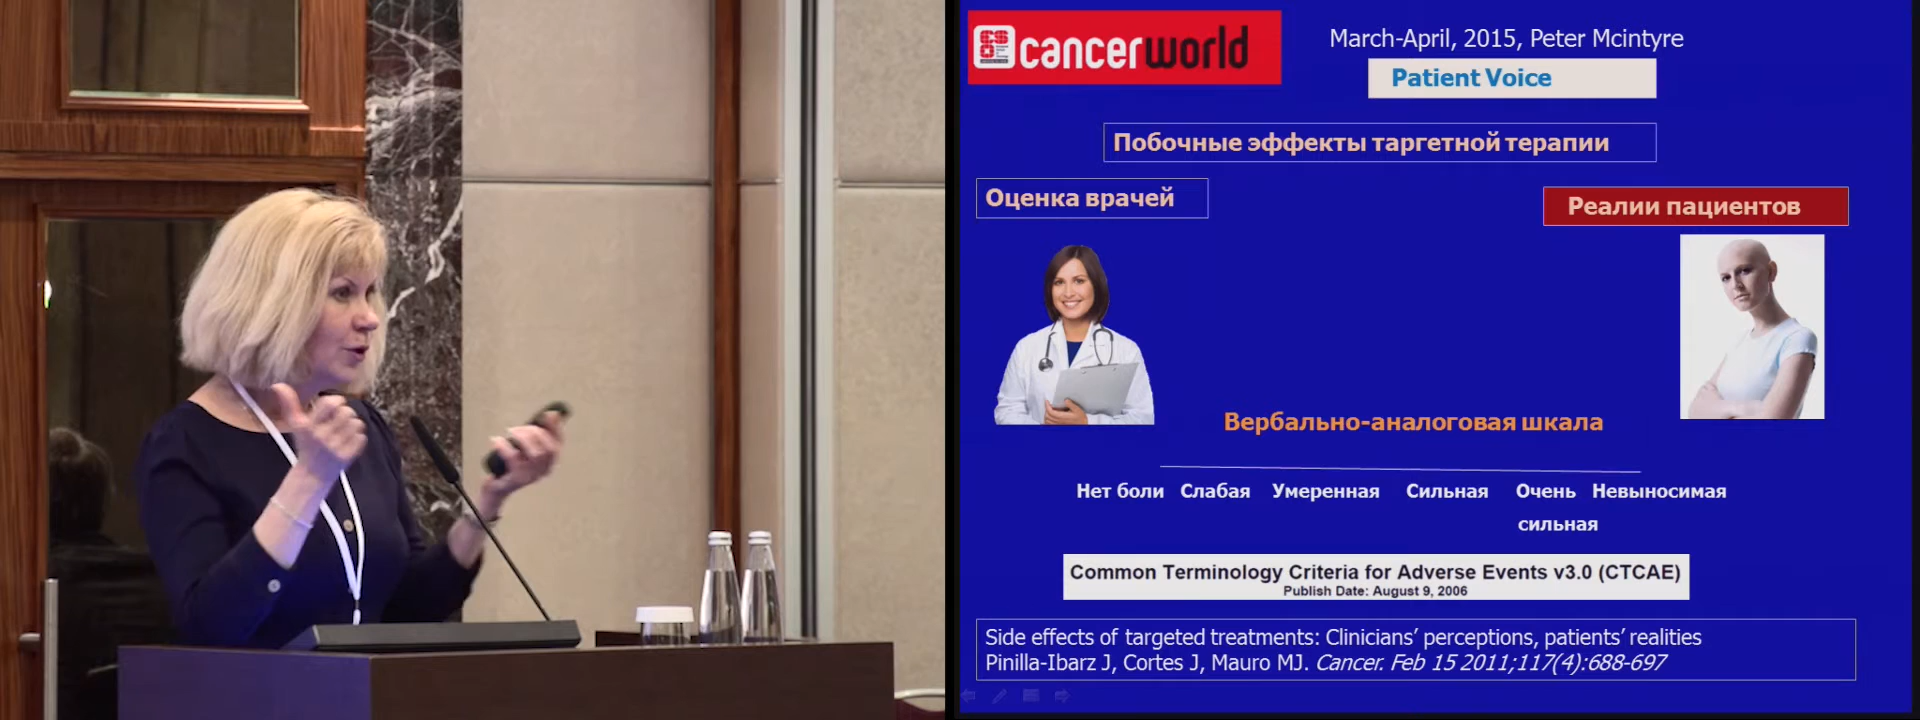 cancerworld
March-April, 2015, Peter Mcintyre
Patient Voice
Побочные эффекты таргетной терапии
Оценка врачей
Реалии пациентов
Вербально-аналоговая шкала
Нет боли Слабая Умеренная Сильная Очень Невыносимая
сильная
Common Terminology Criteria for Adverse Events v3.0 (CTCAE)
Publish Date: August 9, 2006
Side effects of targeted treatments: Clinicians’ perceptions, patients’ realities
Pinilla-Ibarz J, Cortes J, Mauro MJ. Cancer. Feb 15 2011;117(4):688-697